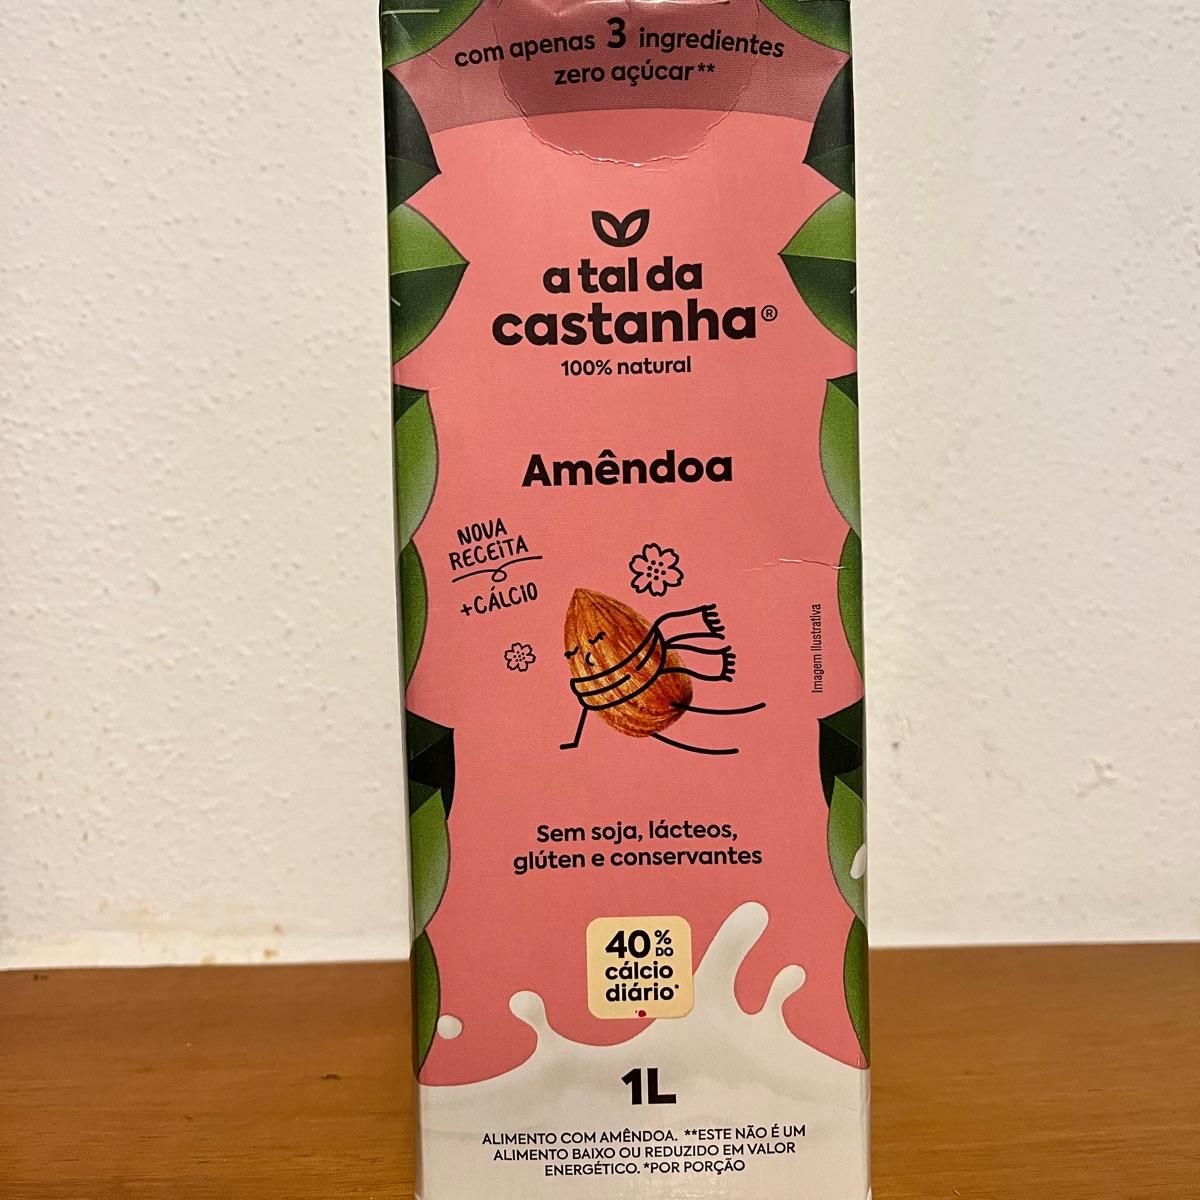 com apenas 3 ingredientes
zero açúcar**
a tal da
castanha®
100% natural
Amêndoa
NOVA
RECEITA
+CÁLCIO
Imagem ilustrativa
Sem soja, lácteos,
glúten e conservantes
40% DO
cálcio
diário*
1L
ALIMENTO COM AMÊNDOA. **ESTE NÃO É UM
ALIMENTO BAIXO OU REDUZIDO EM VALOR
ENERGÉTICO. *POR PORÇÃO